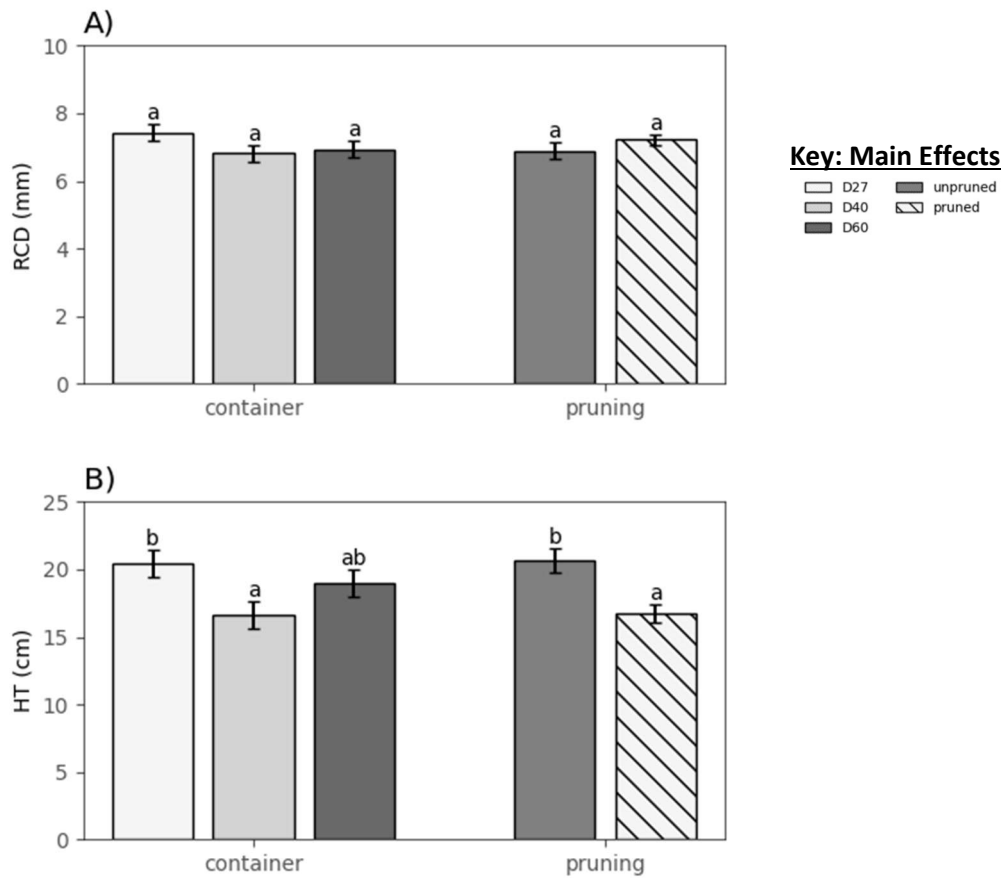 A)
10
8
6
4
2
0
RCD (mm)
a
a
a
a
a
container
pruning
Key: Main Effects
D27
unpruned
D40
pruned
D60
B)
25
20
15
10
5
0
HT (cm)
b
a
ab
b
a
container
pruning